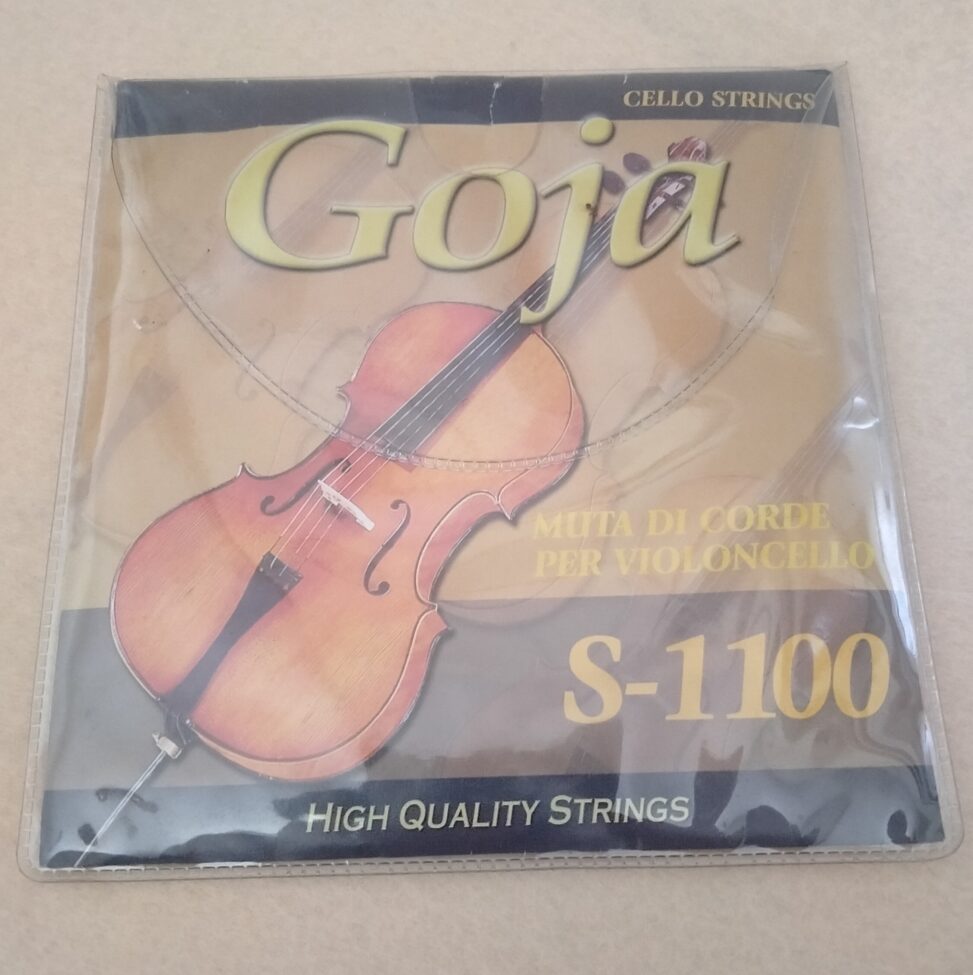 CELLO STRINGS
Goja
MUTA DI CORDE
PER VIOLONCELLO
S-1100
HIGH QUALITY STRINGS